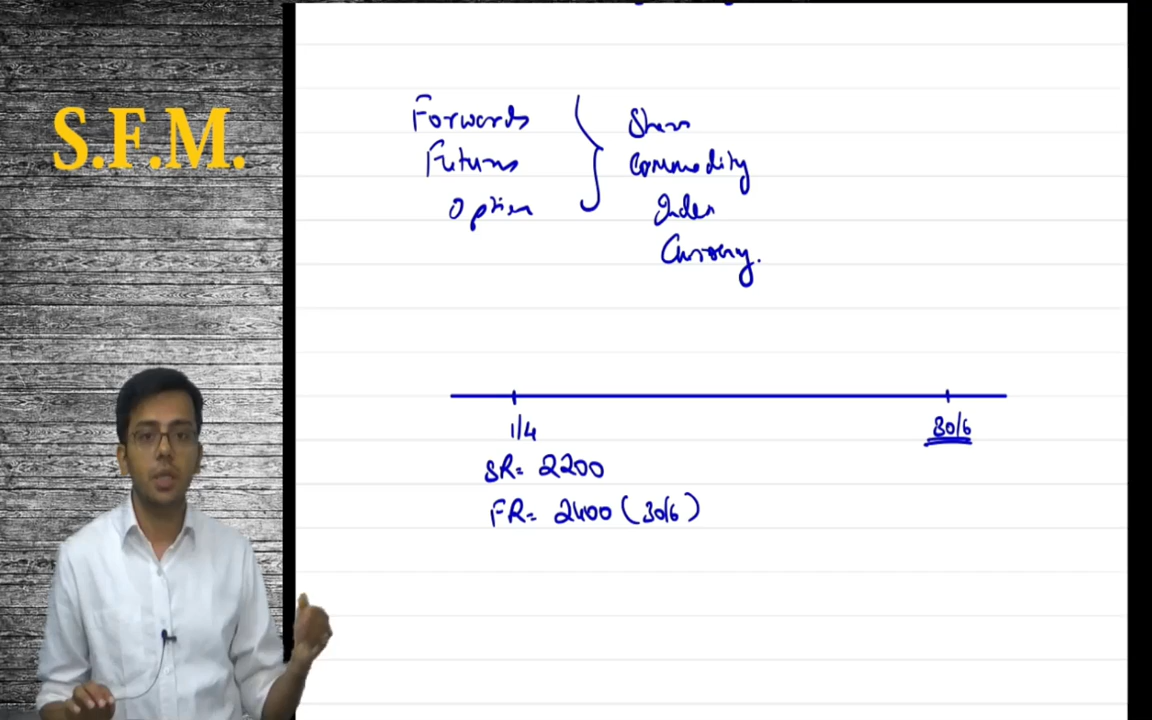 S.F.M.
Forwards
Futures
Option
Shares
Commodity
Index
Currency.
1/4
30/6
SR= 2200
FR= 2400 (30/6)